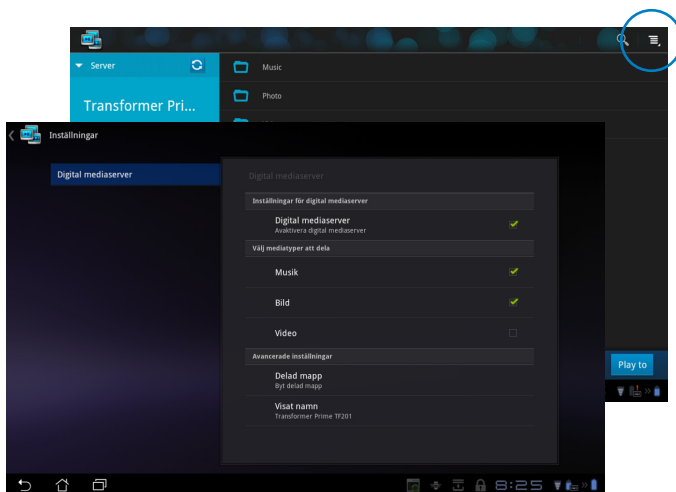 Server
Music
Photo
Transformer Pri...
Inställningar
Digital mediaserver
Digital mediaserver
Inställningar för digital mediaserver
Digital mediaserver
Avaktivera digital mediaserver
Välj mediatyper att dela
Musik
Bild
Video
Avancerade inställningar
Delad mapp
Byt delad mapp
Visat namn
Transformer Prime TF201
Play to
8:25